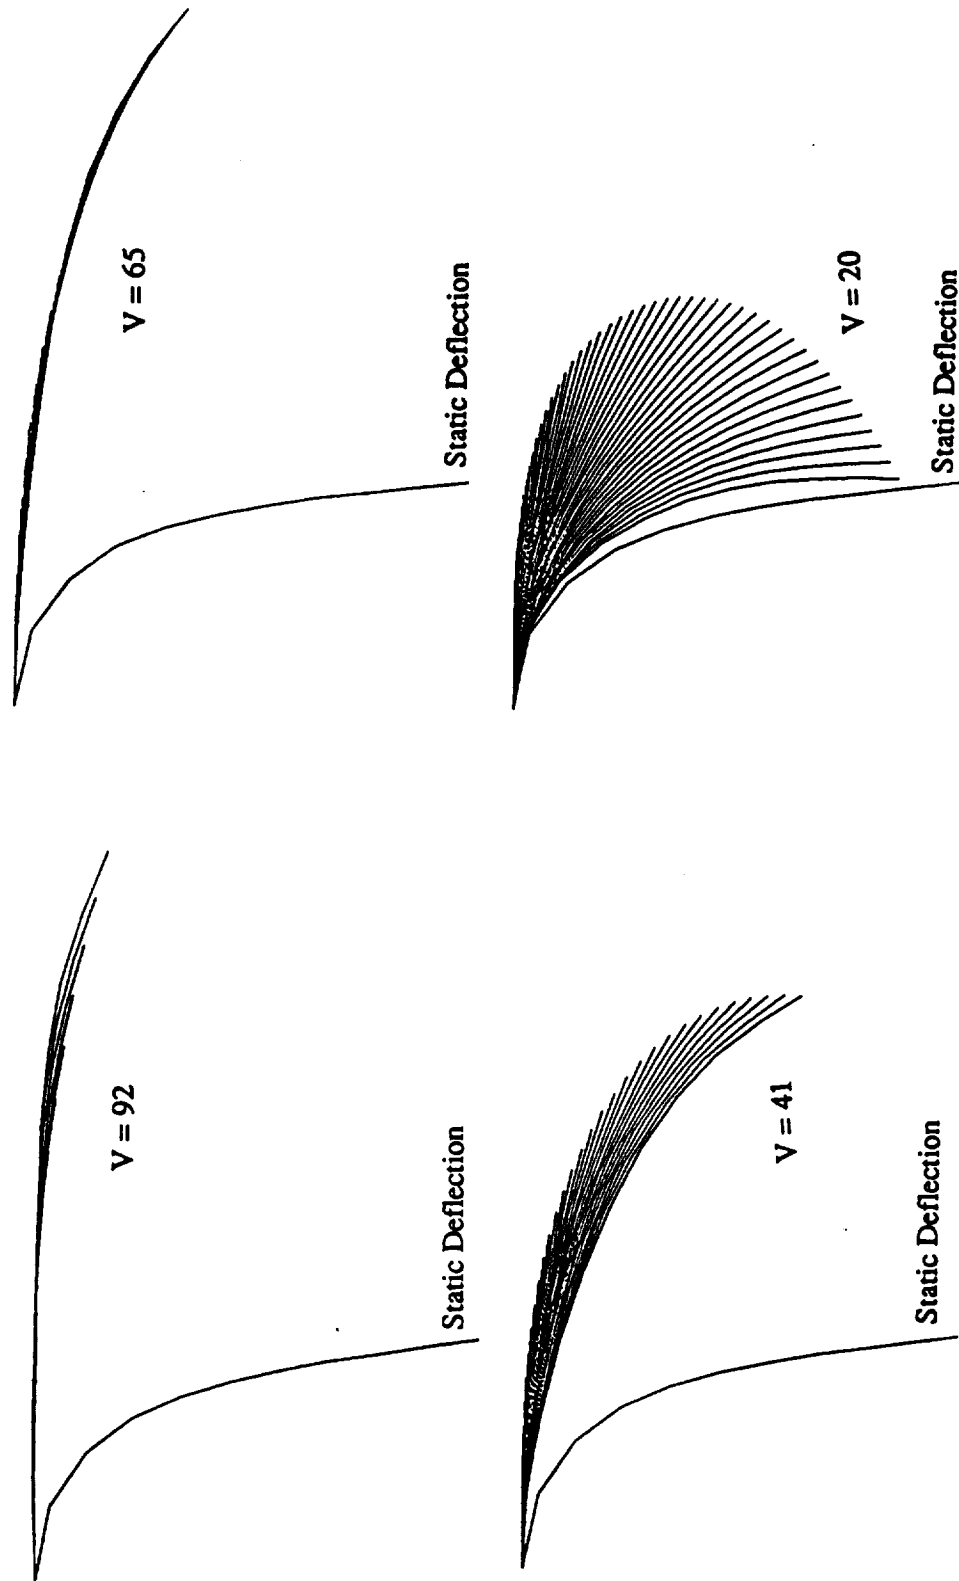 V = 92
Static Deflection
V = 65
Static Deflection
V = 41
Static Deflection
V = 20
Static Deflection